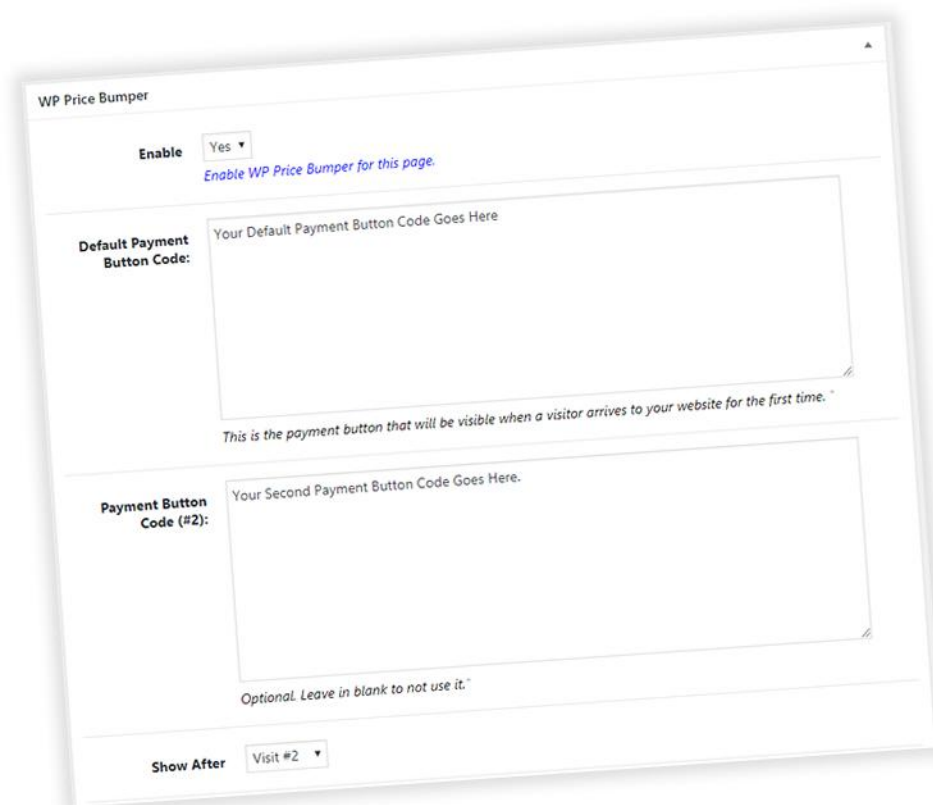 WP Price Bumper
Enable Yes
Enable WP Price Bumper for this page.
Default Payment
Button Code:
Your Default Payment Button Code Goes Here
This is the payment button that will be visible when a visitor arrives to your website for the first time.
Payment Button
Code (#2):
Your Second Payment Button Code Goes Here.
Optional. Leave in blank to not use it.
Show After Visit #2